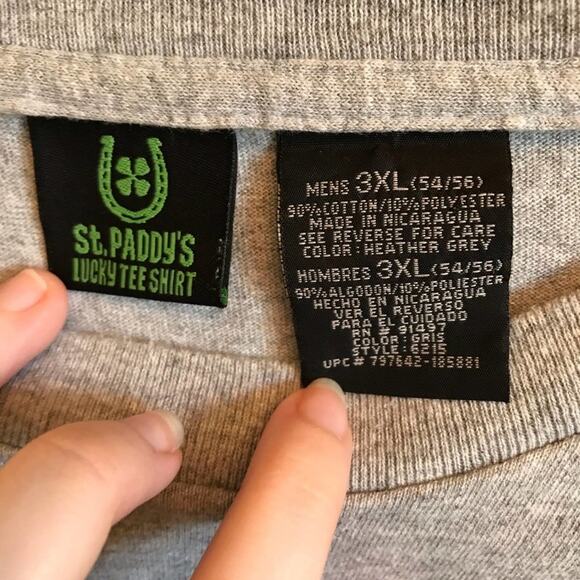 St.PADDY'S
LUCKY TEE SHIRT
MENS 3XL (54/56)
90%COTTON/10%POLYESTER
MADE IN NICARAGUA
SEE REVERSE FOR CARE
COLOR:HEATHER GREY
HOMBRES 3XL (54/56)
90%ALGODON/10%POLIESTER
HECHO EN NICARAGUA
VER EL REVERSO
PARA EL CUIDADO
RN # 91497
COLOR: GRIS
STYLE: 6215
UPC# 797642-185881